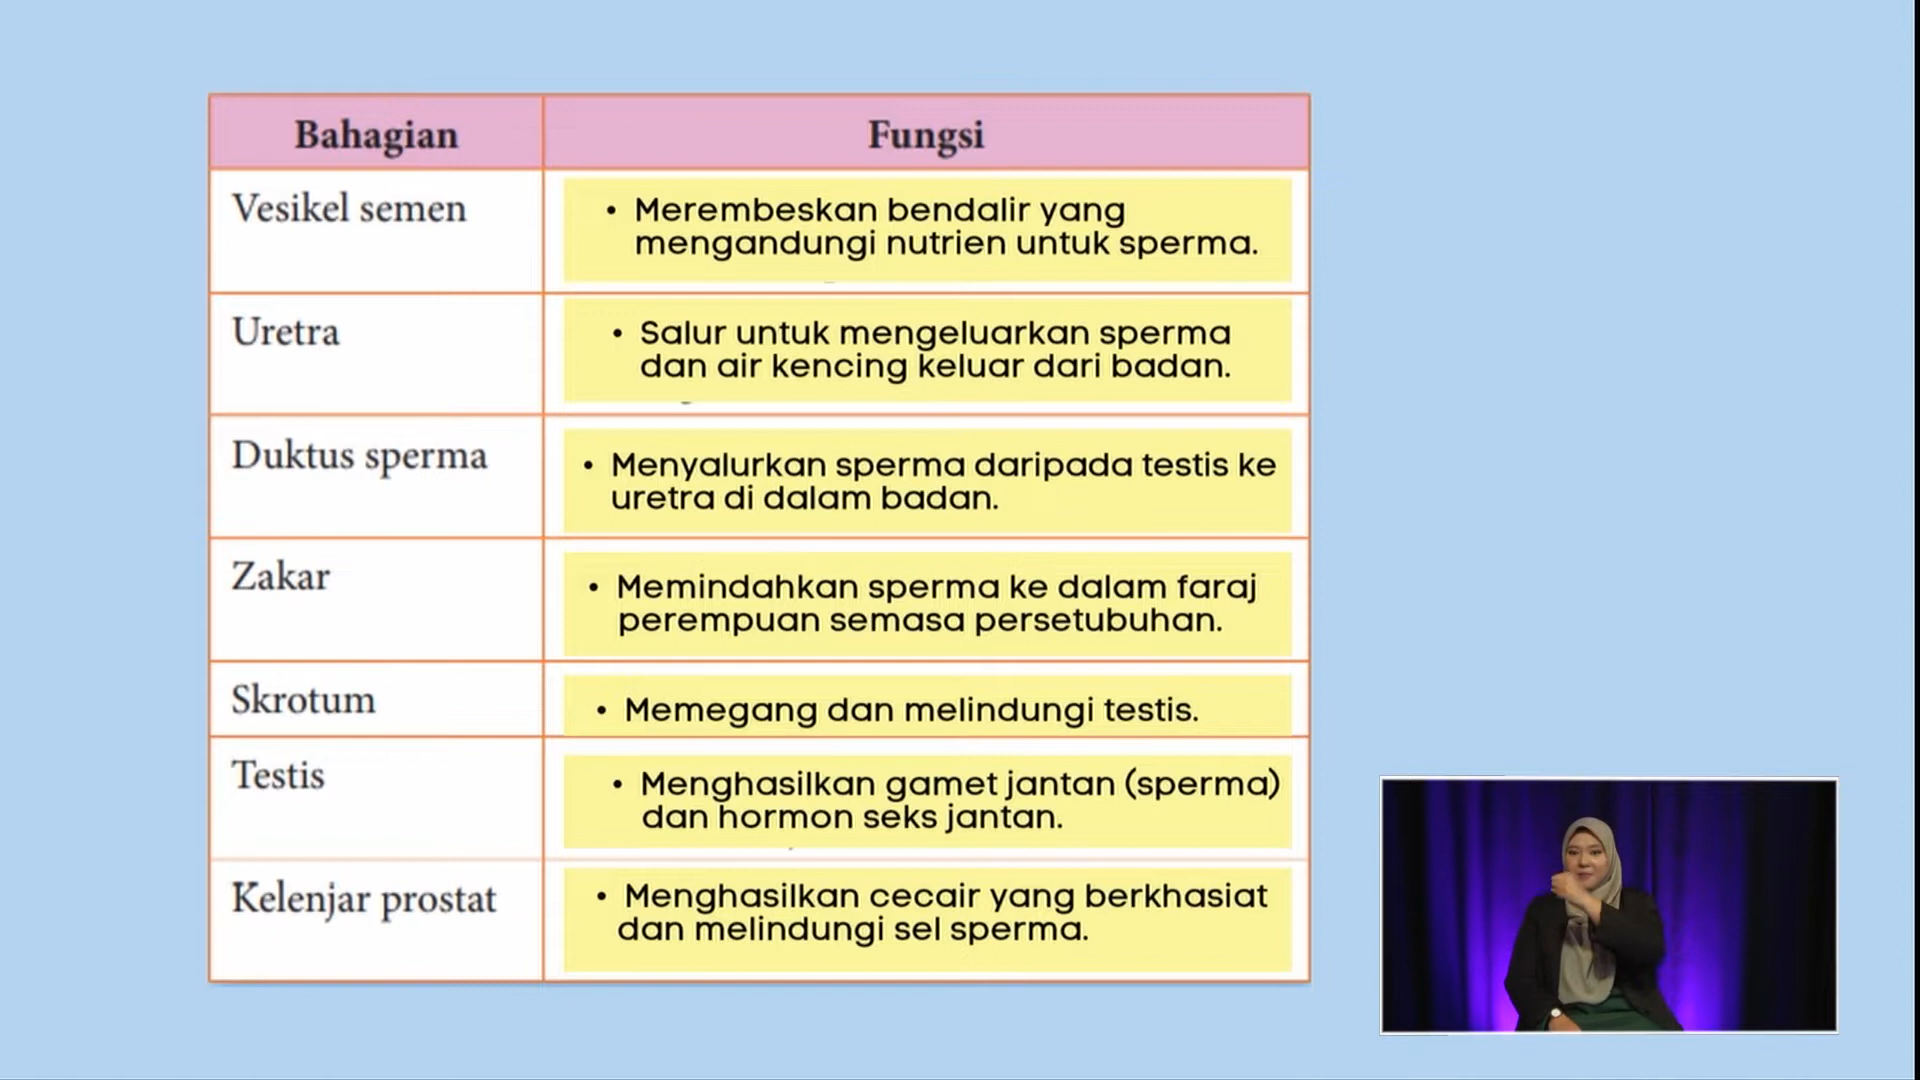 Bahagian
Fungsi
Vesikel semen
• Merembeskan bendalir yang
mengandungi nutrien untuk sperma.
Uretra
• Salur untuk mengeluarkan sperma
dan air kencing keluar dari badan.
Duktus sperma
• Menyalurkan sperma daripada testis ke
uretra di dalam badan.
Zakar
• Memindahkan sperma ke dalam faraj
perempuan semasa persetubuhan.
Skrotum
• Memegang dan melindungi testis.
Testis
• Menghasilkan gamet jantan (sperma)
dan hormon seks jantan.
Kelenjar prostat
• Menghasilkan cecair yang berkhasiat
dan melindungi sel sperma.